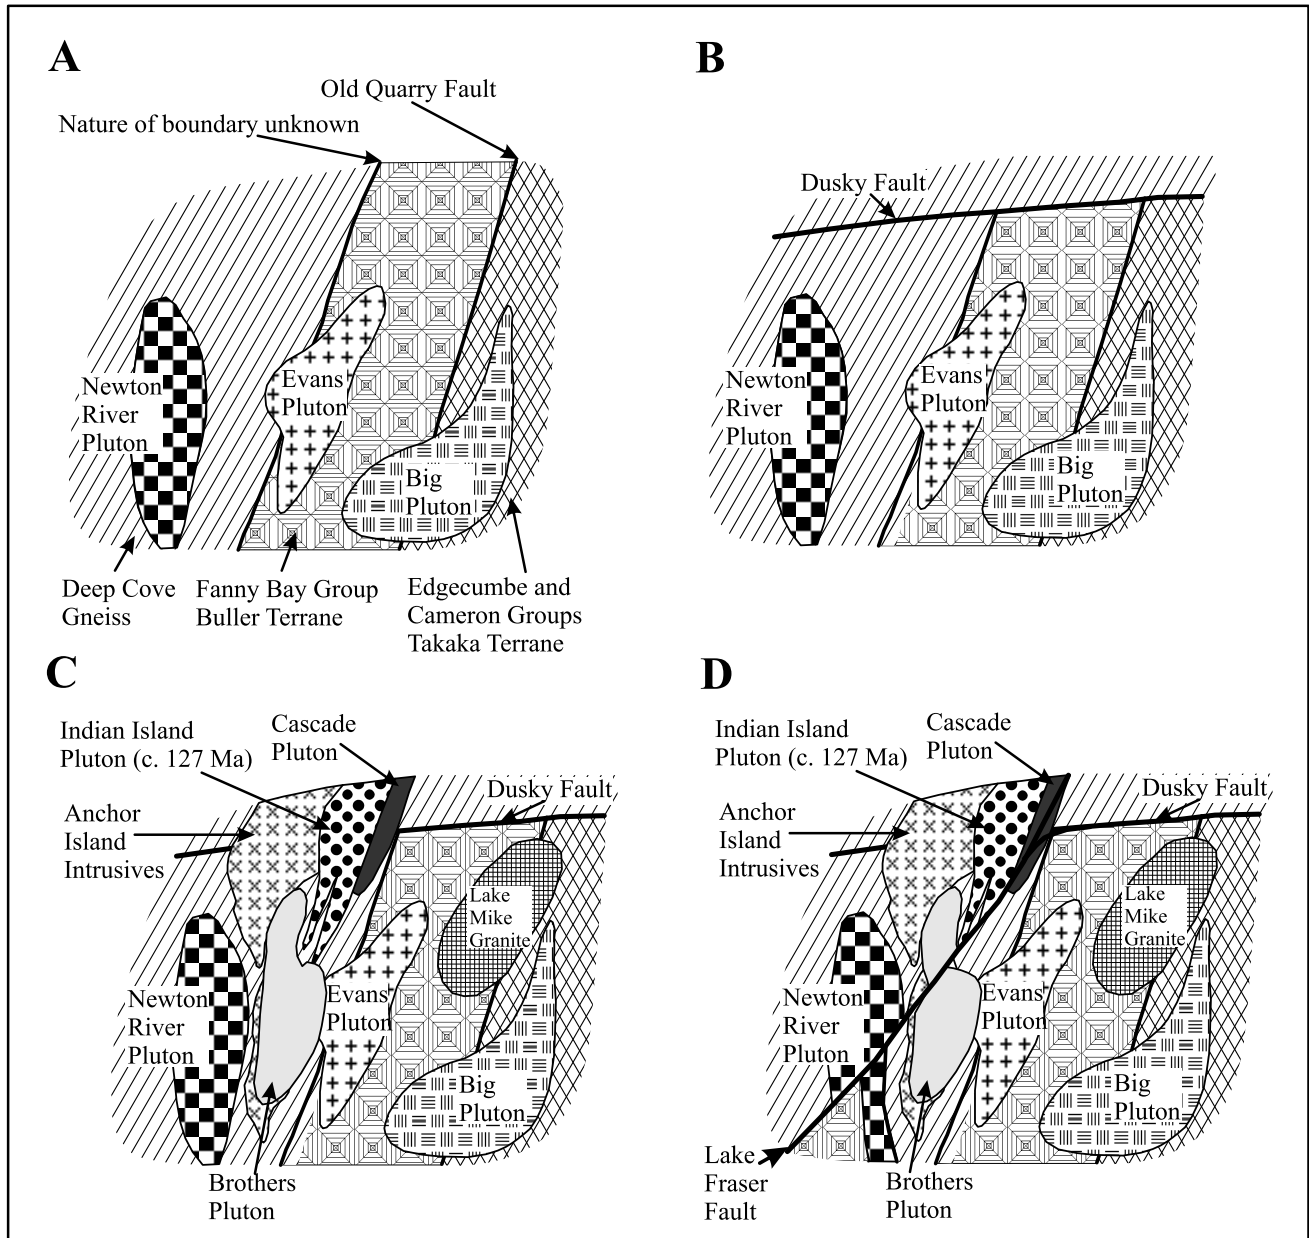 A
Old Quarry Fault
Nature of boundary unknown
Newton
River
Pluton
Evans
Pluton
Big
Pluton
Deep Cove
Gneiss
Fanny Bay Group
Buller Terrane
Edgecumbe and
Cameron Groups
Takaka Terrane
B
Dusky Fault
Newton
River
Pluton
Evans
Pluton
Big
Pluton
C
Indian Island
Pluton (c. 127 Ma)
Cascade
Pluton
Anchor
Island
Intrusives
Dusky Fault
Lake
Mike
Granite
Newton
River
Pluton
Evans
Pluton
Big
Pluton
Brothers
Pluton
D
Indian Island
Pluton (c. 127 Ma)
Cascade
Pluton
Anchor
Island
Intrusives
Dusky Fault
Lake
Mike
Granite
Newton
River
Pluton
Evans
Pluton
Big
Pluton
Lake
Fraser
Fault
Brothers
Pluton